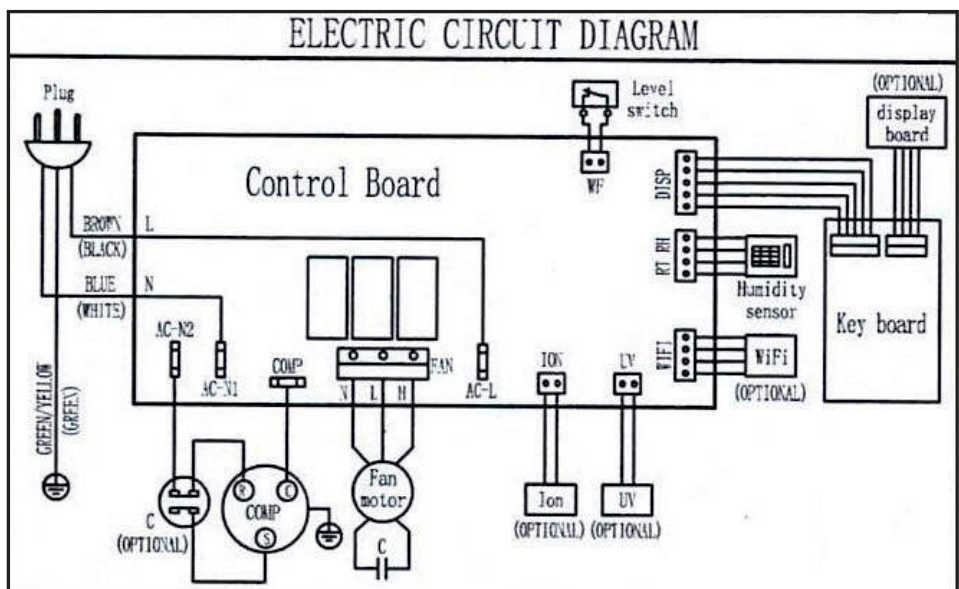 ELECTRIC CIRCUIT DIAGRAM
Plug
Level
switch
(OPTIONAL)
display
board
WF
Control Board
DISP
BROWN
L
(BLACK)
BLUE
N
(WHITE)
RT RH
Humidity
sensor
Key board
AC-N2
AC-N1
COMP
FAN
N L H
AC-L
ION
UV
WIFI
WiFi
(OPTIONAL)
GREEN/YELLOW
(GREEN)
R
C
COMP
S
C
(OPTIONAL)
Fan
motor
C
Ion
(OPTIONAL)
UV
(OPTIONAL)